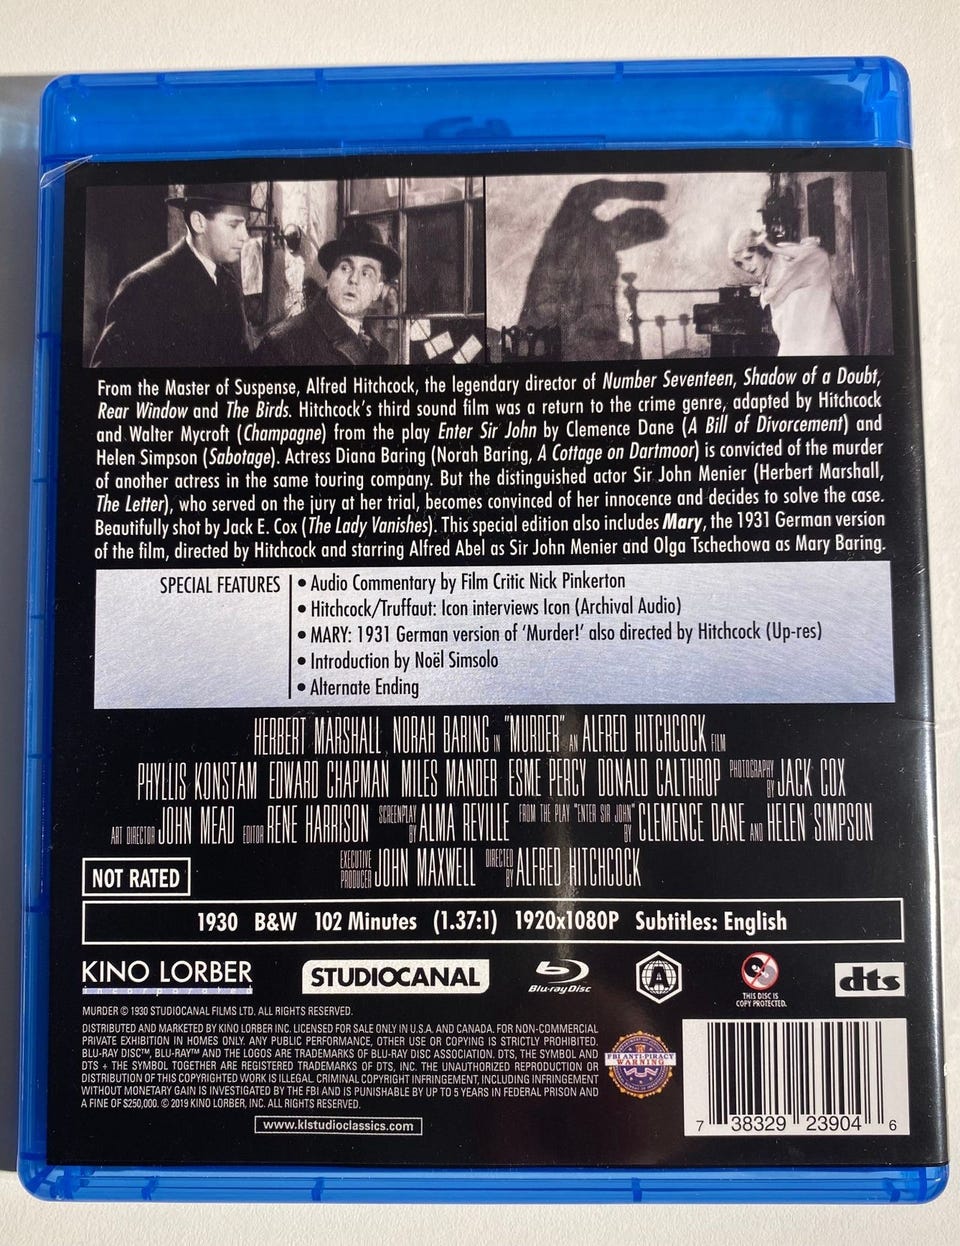 From the Master of Suspense, Alfred Hitchcock, the legendary director of Number Seventeen, Shadow of a Doubt,
Rear Window and The Birds. Hitchcock's third sound film was a return to the crime genre, adapted by Hitchcock
and Walter Mycroft (Champagne) from the play Enter Sir John by Clemence Dane (A Bill of Divorcement) and
Helen Simpson (Sabotage). Actress Diana Baring (Norah Baring, A Cottage on Dartmoor) is convicted of the murder
of another actress in the same touring company. But the distinguished actor Sir John Menier (Herbert Marshall,
The Letter), who served on the jury at her trial, becomes convinced of her innocence and decides to solve the case.
Beautifully shot by Jack E. Cox (The Lady Vanishes). This special edition also includes Mary, the 1931 German version
of the film, directed by Hitchcock and starring Alfred Abel as Sir John Menier and Olga Tschechowa as Mary Baring.
SPECIAL FEATURES
• Audio Commentary by Film Critic Nick Pinkerton
• Hitchcock/Truffaut: Icon interviews Icon (Archival Audio)
• MARY: 1931 German version of 'Murder!' also directed by Hitchcock (Up-res)
• Introduction by Noël Simsolo
• Alternate Ending
HERBERT MARSHALL NORAH BARING IN "MURDER" AN ALFRED HITCHCOCK FILM
PHYLLIS KONSTAM EDWARD CHAPMAN MILES MANDER ESME PERCY DONALD CALTHROP PHOTOGRAPHY BY JACK COX
ART DIRECTOR JOHN MEAD EDITOR RENE HARRISON SCREENPLAY BY ALMA REVILLE FROM THE PLAY "ENTER SIR JOHN" BY CLEMENCE DANE AND HELEN SIMPSON
EXECUTIVE PRODUCER JOHN MAXWELL DIRECTED BY ALFRED HITCHCOCK
NOT RATED
1930 B&W 102 Minutes (1.37:1) 1920x1080P Subtitles: English
KINO LORBER
incorporated
STUDIOCANAL
Blu-ray Disc
A
THIS DISC IS
COPY PROTECTED.
dts
MURDER © 1930 STUDIOCANAL FILMS LTD. ALL RIGHTS RESERVED.
DISTRIBUTED AND MARKETED BY KINO LORBER INC. LICENSED FOR SALE ONLY IN U.S.A. AND CANADA. FOR NON-COMMERCIAL
PRIVATE EXHIBITION IN HOMES ONLY. ANY PUBLIC PERFORMANCE, OTHER USE OR COPYING IS STRICTLY PROHIBITED.
BLU-RAY DISC™, BLU-RAY™ AND THE LOGOS ARE TRADEMARKS OF BLU-RAY DISC ASSOCIATION. DTS, THE SYMBOL AND
DTS + THE SYMBOL TOGETHER ARE REGISTERED TRADEMARKS OF DTS, INC. THE UNAUTHORIZED REPRODUCTION OR
DISTRIBUTION OF THIS COPYRIGHTED WORK IS ILLEGAL. CRIMINAL COPYRIGHT INFRINGEMENT, INCLUDING INFRINGEMENT
WITHOUT MONETARY GAIN IS INVESTIGATED BY THE FBI AND IS PUNISHABLE BY UP TO 5 YEARS IN FEDERAL PRISON AND
A FINE OF $250,000. © 2019 KINO LORBER, INC. ALL RIGHTS RESERVED.
www.klstudioclassics.com
FBI ANTI-PIRACY
WARNING
7 38329 23904 6